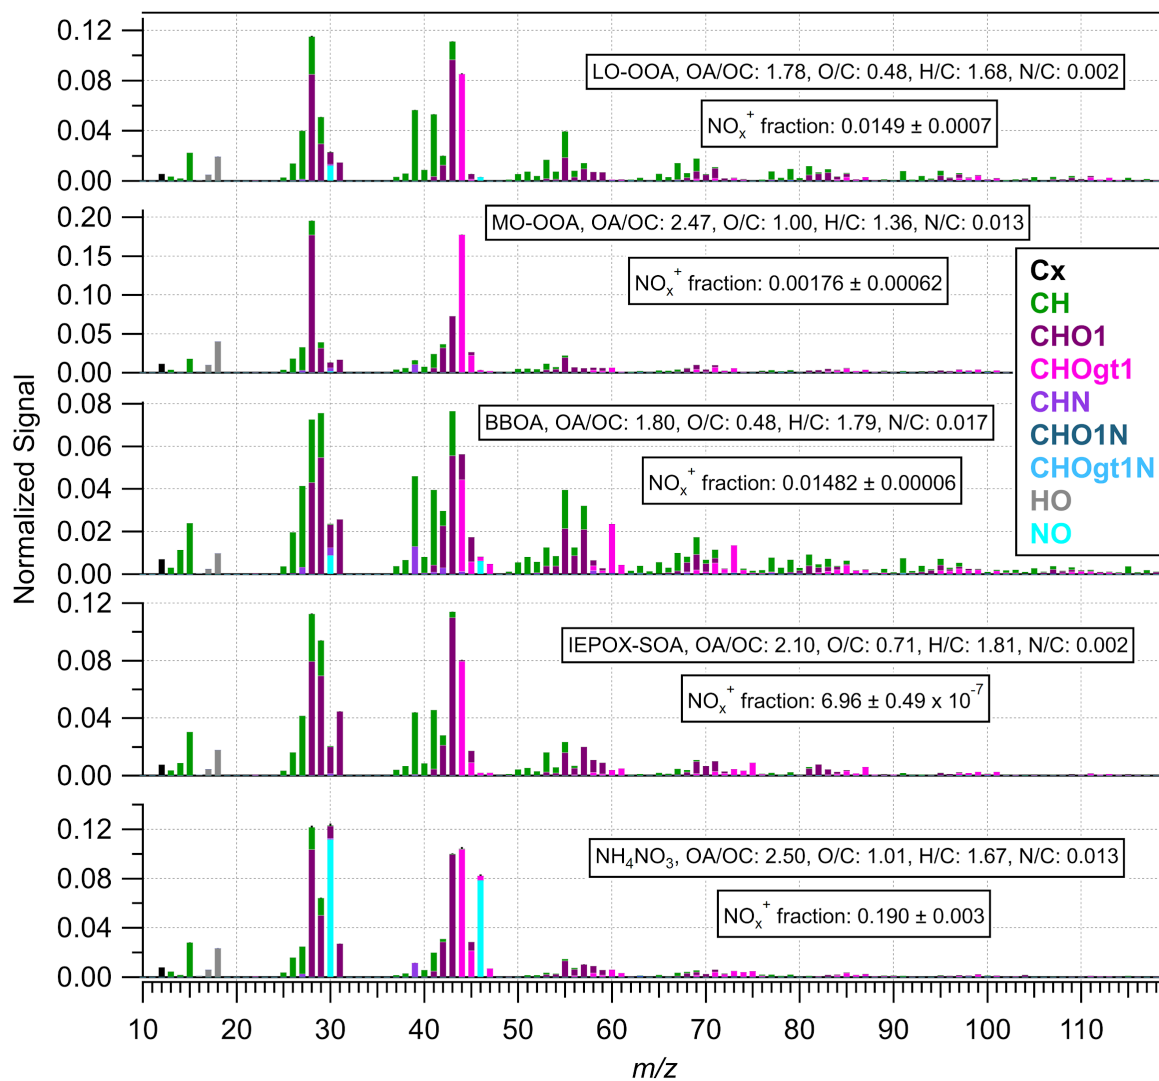 Normalized Signal
0.12
0.08
0.04
0.00
LO-OOA, OA/OC: 1.78, O/C: 0.48, H/C: 1.68, N/C: 0.002
NOx+ fraction: 0.0149 ± 0.0007
0.20
0.15
0.10
0.05
0.00
MO-OOA, OA/OC: 2.47, O/C: 1.00, H/C: 1.36, N/C: 0.013
NOx+ fraction: 0.00176 ± 0.00062
Cx
CH
CHO1
CHOgt1
CHN
CHO1N
CHOgt1N
HO
NO
0.08
0.06
0.04
0.02
0.00
BBOA, OA/OC: 1.80, O/C: 0.48, H/C: 1.79, N/C: 0.017
NOx+ fraction: 0.01482 ± 0.00006
0.12
0.08
0.04
0.00
IEPOX-SOA, OA/OC: 2.10, O/C: 0.71, H/C: 1.81, N/C: 0.002
NOx+ fraction: 6.96 ± 0.49 x 10-7
0.12
0.08
0.04
0.00
NH4NO3, OA/OC: 2.50, O/C: 1.01, H/C: 1.67, N/C: 0.013
NOx+ fraction: 0.190 ± 0.003
10 20 30 40 50 60 70 80 90 100 110
m/z